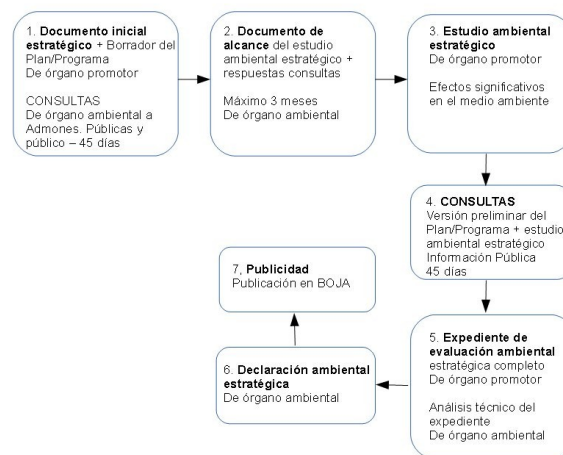 1. Documento inicial
estratégico + Borrador del
Plan/Programa
De órgano promotor
CONSULTAS
De órgano ambiental a
Admones. Públicas y
público – 45 días
2. Documento de
alcance del estudio
ambiental estratégico +
respuestas consultas
Máximo 3 meses
De órgano ambiental
3. Estudio ambiental
estratégico
De órgano promotor
Efectos significativos
en el medio ambiente
4. CONSULTAS
Versión preliminar del
Plan/Programa + estudio
ambiental estratégico
Información Pública
45 días
5. Expediente de
evaluación ambiental
estratégica completo
De órgano promotor
Análisis técnico del
expediente
De órgano ambiental
6. Declaración ambiental
estratégica
De órgano ambiental
7, Publicidad
Publicación en BOJA